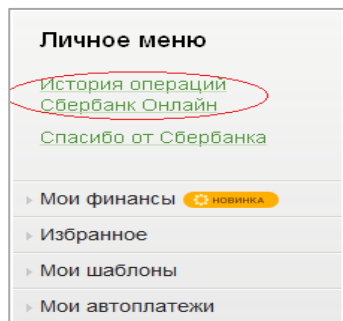 Личное меню
История операций
Сбербанк Онлайн
Спасибо от Сбербанка
Мои финансы НОВИНКА
Избранное
Мои шаблоны
Мои автоплатежи